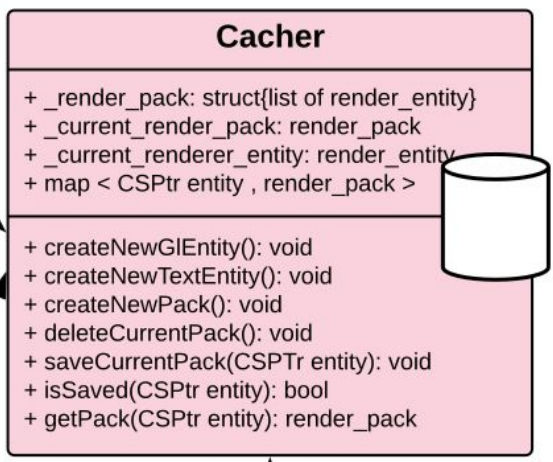 Cacher
+ _render_pack: struct{list of render_entity}
+ _current_render_pack: render_pack
+ _current_renderer_entity: render_entity
+ map < CSPtr entity , render_pack >
+ createNewGlEntity(): void
+ createNewTextEntity(): void
+ createNewPack(): void
+ deleteCurrentPack(): void
+ saveCurrentPack(CSPTr entity): void
+ isSaved(CSPtr entity): bool
+ getPack(CSPtr entity): render_pack